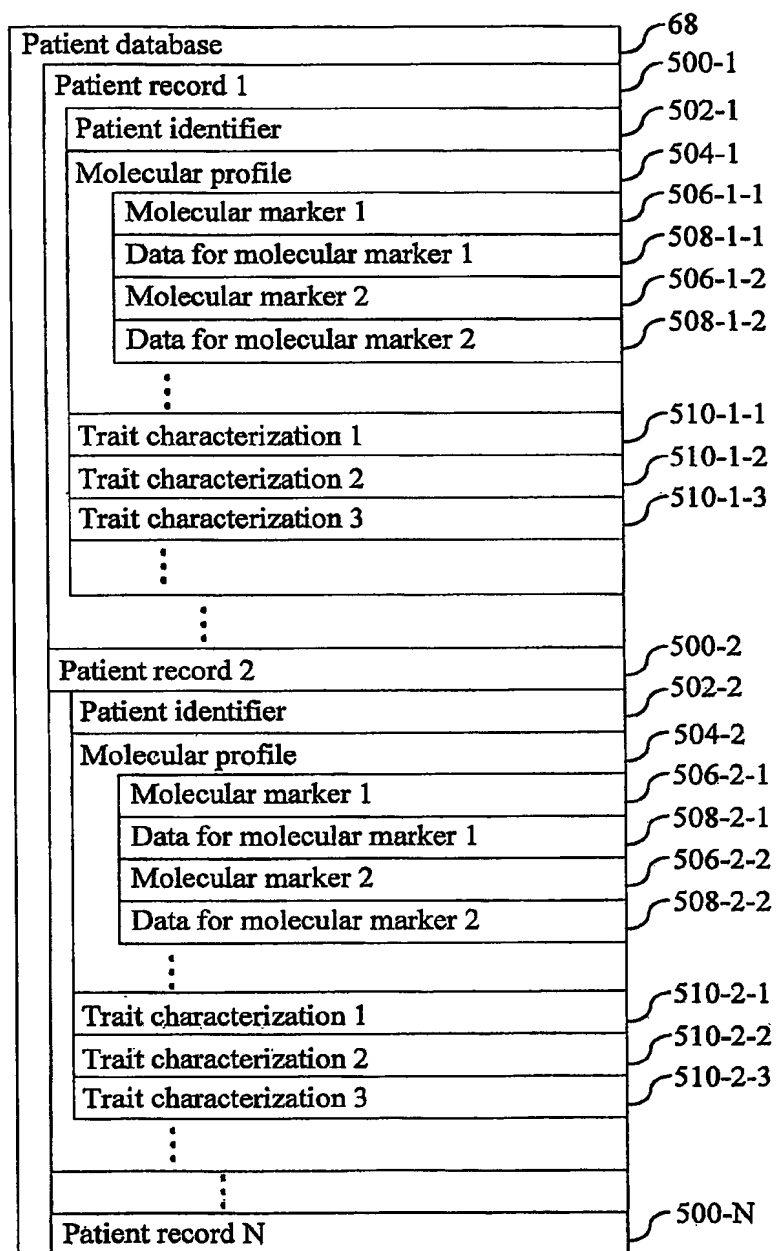 Patient database 68
Patient record 1 500-1
Patient identifier 502-1
Molecular profile 504-1
Molecular marker 1 506-1-1
Data for molecular marker 1 508-1-1
Molecular marker 2 506-1-2
Data for molecular marker 2 508-1-2
Trait characterization 1 510-1-1
Trait characterization 2 510-1-2
Trait characterization 3 510-1-3
Patient record 2 500-2
Patient identifier 502-2
Molecular profile 504-2
Molecular marker 1 506-2-1
Data for molecular marker 1 508-2-1
Molecular marker 2 506-2-2
Data for molecular marker 2 508-2-2
Trait characterization 1 510-2-1
Trait characterization 2 510-2-2
Trait characterization 3 510-2-3
Patient record N 500-N